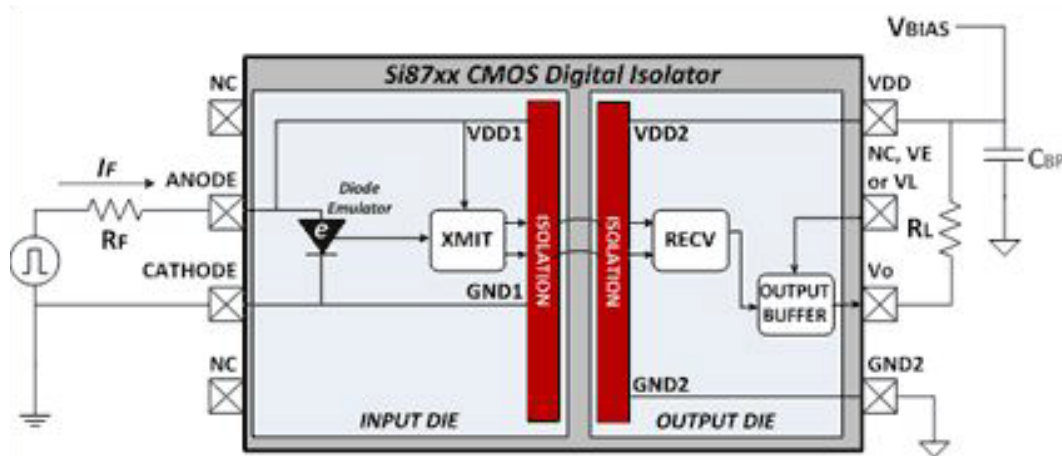 VBIAS
Si87xx CMOS Digital Isolator
NC
VDD
VDD1
VDD2
CBP
NC, VE
or VL
IF
ANODE
Diode
Emulator
e
RF
XMIT
ISOLATION
ISOLATION
RECV
RL
CATHODE
GND1
OUTPUT
BUFFER
Vo
NC
GND2
GND2
INPUT DIE
OUTPUT DIE